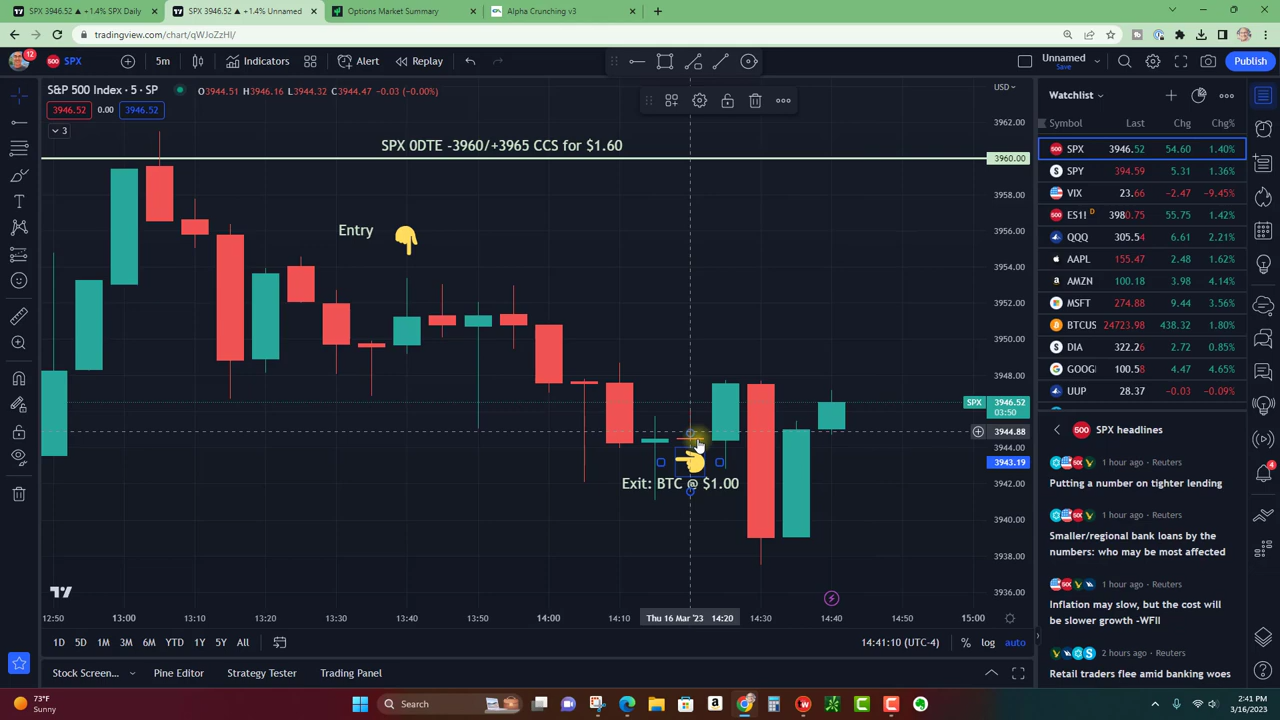 SPX 3946.52 ▲ +1.4% SPX Daily
SPX 3946.52 ▲ +1.4% Unnamed
Options Market Summary
Alpha Crunching v3
tradingview.com/chart/qWJoZzHI/
12
SPX
5m
Indicators
Alert
Replay
Unnamed
Save
Publish
S&P 500 Index · 5 · SP
O3944.51 H3946.16 L3944.32 C3944.47 -0.03 (-0.00%)
3946.52 0.00 3946.52
3
USD
SPX 0DTE -3960/+3965 CCS for $1.60
Entry
Exit: BTC @ $1.00
3962.00
3960.00
3958.00
3956.00
3954.00
3952.00
3950.00
3948.00
SPX 3946.52
03:50
3944.88
3944.00
3943.19
3942.00
3940.00
3938.00
3936.00
12:50 13:00 13:10 13:20 13:30 13:40 13:50 14:00 14:10 Thu 16 Mar '23 14:20 14:30 14:40 14:50 15:00
1D 5D 1M 3M 6M YTD 1Y 5Y All
14:41:10 (UTC-4) % log auto
Stock Screen... Pine Editor Strategy Tester Trading Panel
Watchlist
Symbol Last Chg Chg%
SPX 3946.52 54.60 1.40%
SPY 394.59 5.31 1.36%
VIX 23.66 -2.47 -9.45%
ES1! D 3980.75 55.75 1.42%
QQQ 305.54 6.61 2.21%
AAPL 155.47 2.48 1.62%
AMZN 100.18 3.98 4.14%
MSFT 274.88 9.44 3.56%
BTCUS 24723.98 438.32 1.80%
DIA 322.26 2.72 0.85%
GOOG 100.58 4.47 4.65%
UUP 28.37 -0.03 -0.09%
SPX headlines
1 hour ago · Reuters
Putting a number on tighter lending
1 hour ago · Reuters
Smaller/regional bank loans by the
numbers: who may be most affected
1 hour ago · Reuters
Inflation may slow, but the cost will
be slower growth -WFII
2 hours ago · Reuters
Retail traders flee amid banking woes
73°F
Sunny
Search
2:41 PM
3/16/2023